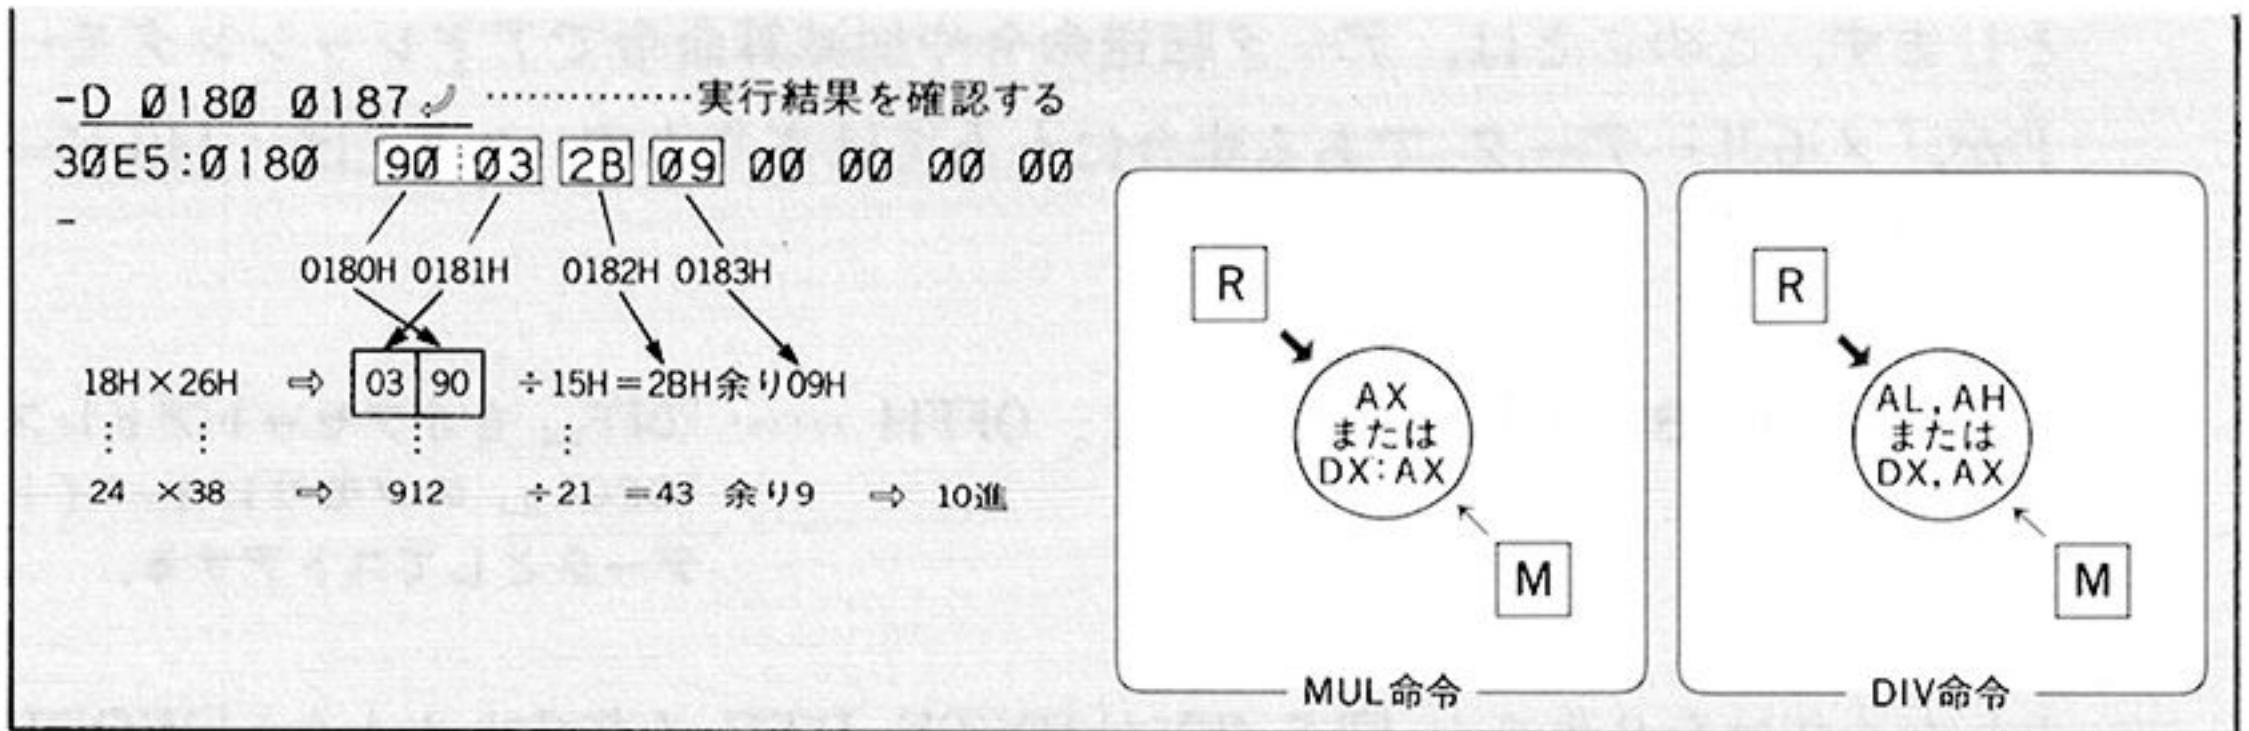 -D 0180 0187 ··············実行結果を確認する
30E5:0180 90 03 2B 09 00 00 00 00
-
0180H 0181H 0182H 0183H
18H×26H ⇨ 03 90 ÷15H=2BH余り09H
24 ×38 ⇨ 912 ÷21 =43 余り9 ⇨ 10進
R
AX
または
DX:AX
M
MUL命令
R
AL,AH
または
DX,AX
M
DIV命令